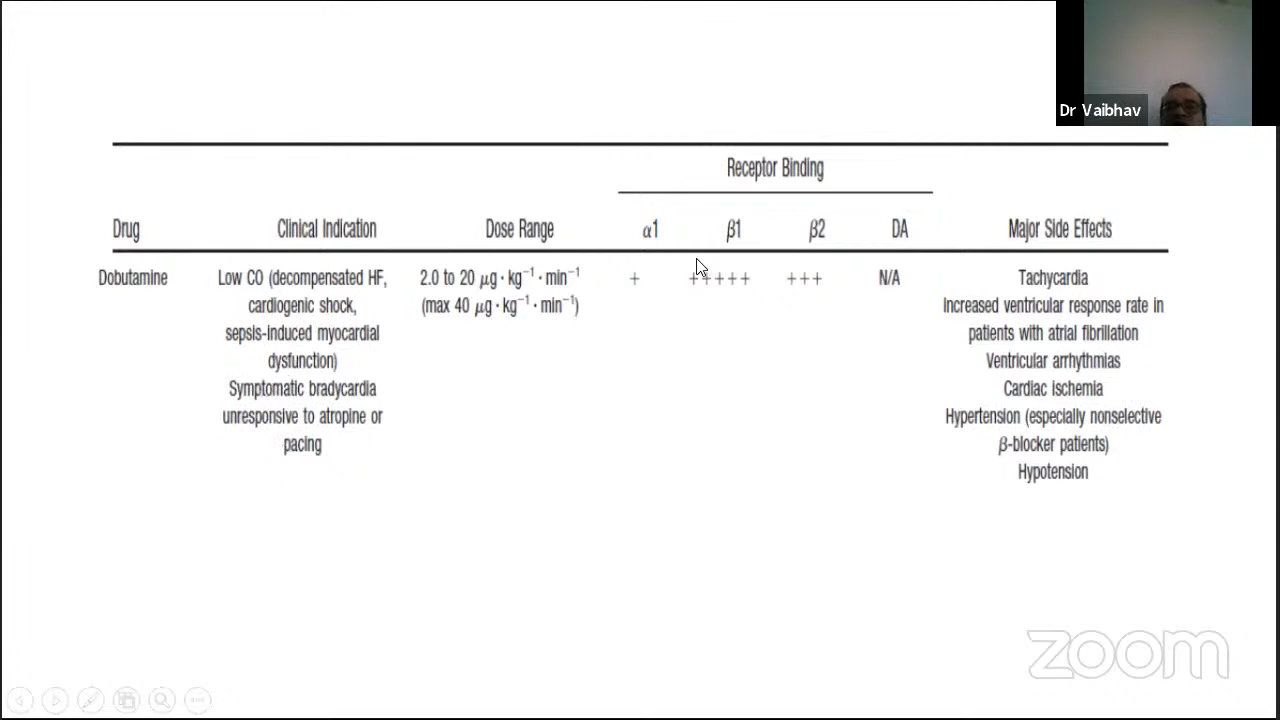 Dr Vaibhav
Receptor Binding
Drug Clinical Indication Dose Range α1 β1 β2 DA Major Side Effects
Dobutamine Low CO (decompensated HF, 2.0 to 20 μg · kg⁻¹ · min⁻¹ + +++++ +++ N/A Tachycardia
cardiogenic shock, (max 40 μg · kg⁻¹ · min⁻¹) Increased ventricular response rate in
sepsis-induced myocardial patients with atrial fibrillation
dysfunction) Ventricular arrhythmias
Symptomatic bradycardia Cardiac ischemia
unresponsive to atropine or Hypertension (especially nonselective
pacing β-blocker patients)
Hypotension
zoom